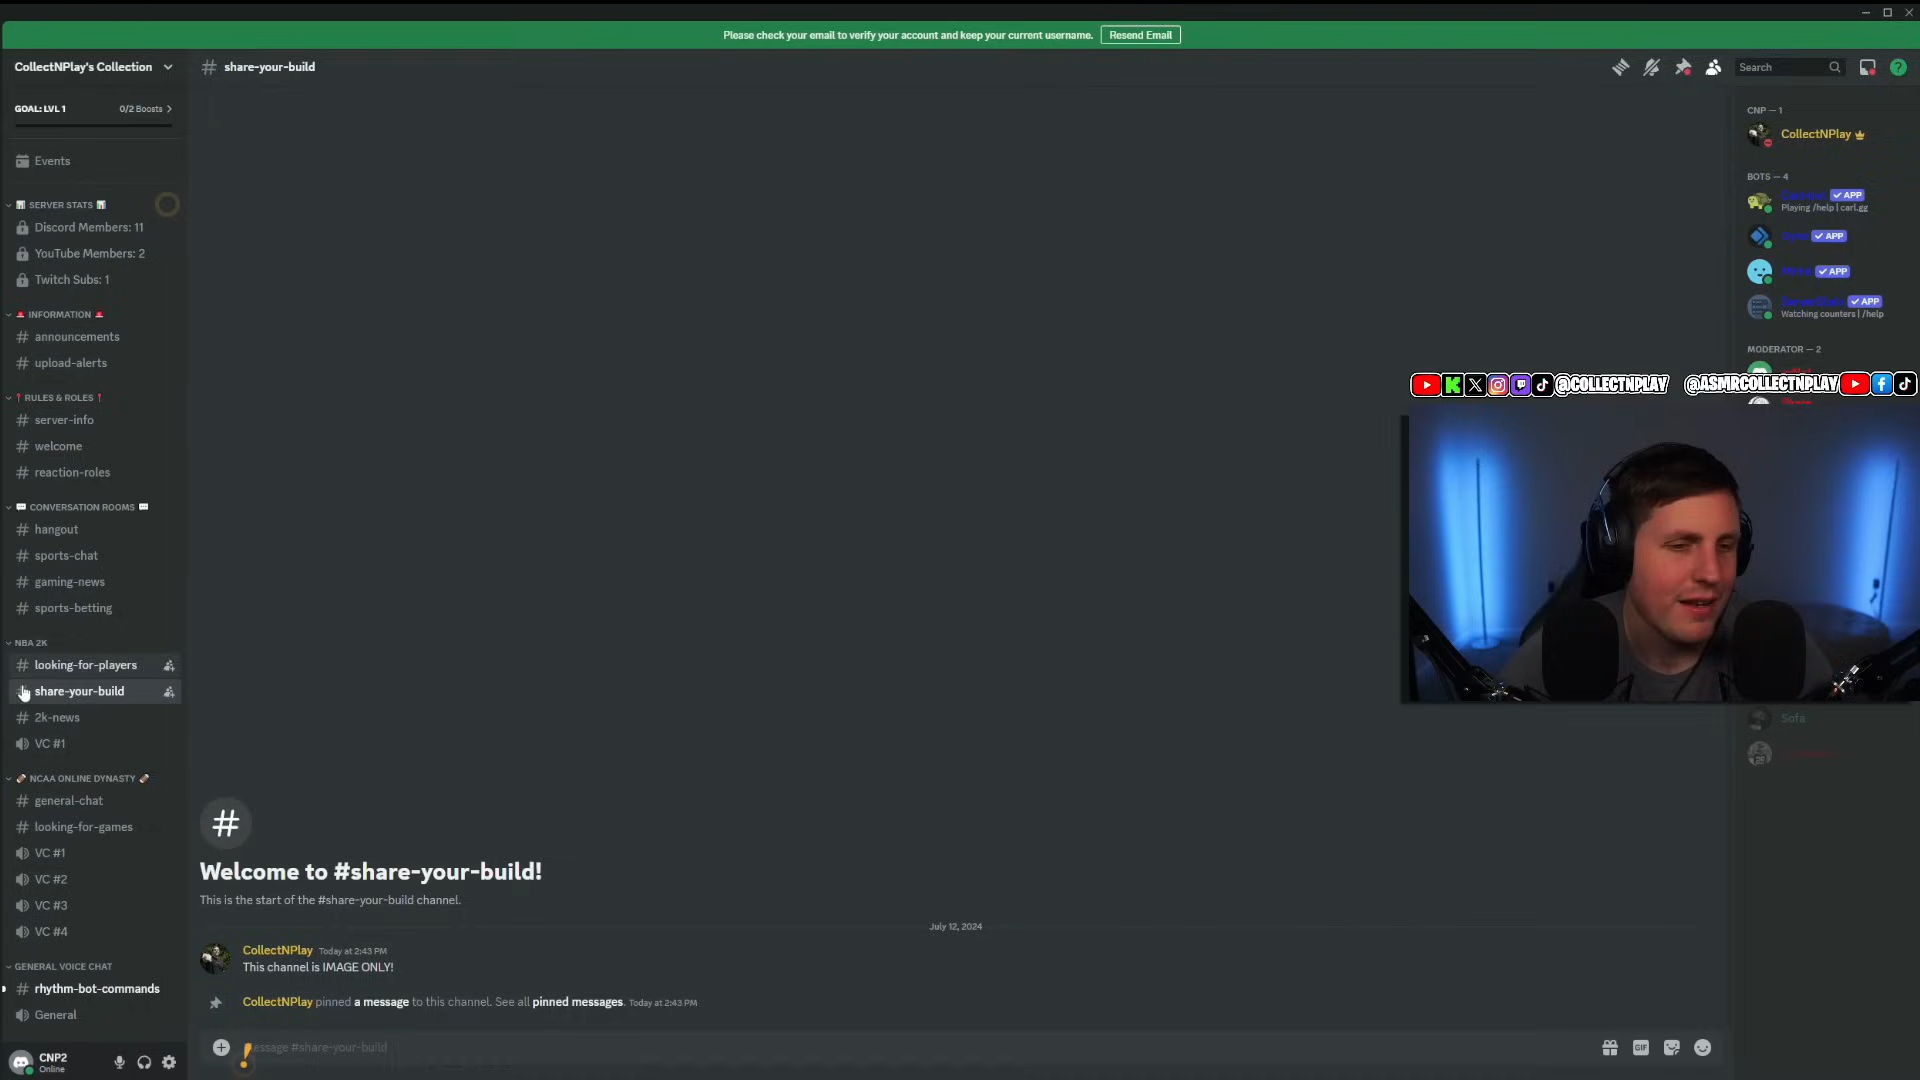 Please check your email to verify your account and keep your current username. Resend Email
CollectNPlay's Collection
share-your-build
Search
GOAL: LVL 1 0/2 Boosts
Events
SERVER STATS
Discord Members: 11
YouTube Members: 2
Twitch Subs: 1
INFORMATION
announcements
upload-alerts
RULES & ROLES
server-info
welcome
reaction-roles
CONVERSATION ROOMS
hangout
sports-chat
gaming-news
sports-betting
NBA 2K
looking-for-players
share-your-build
2k-news
VC #1
NCAA ONLINE DYNASTY
general-chat
looking-for-games
VC #1
VC #2
VC #3
VC #4
GENERAL VOICE CHAT
rhythm-bot-commands
General
CNP2
Online
#
Welcome to #share-your-build!
This is the start of the #share-your-build channel.
July 12, 2024
CollectNPlay Today at 2:43 PM
This channel is IMAGE ONLY!
CollectNPlay pinned a message to this channel. See all pinned messages. Today at 2:43 PM
essage #share-your-build
GIF
CNP — 1
CollectNPlay
BOTS — 4
APP
Playing /help | carl.gg
APP
APP
APP
Watching counters | /help
MODERATOR — 2
@COLLECTNPLAY @ASMRCOLLECTNPLAY
Sofa